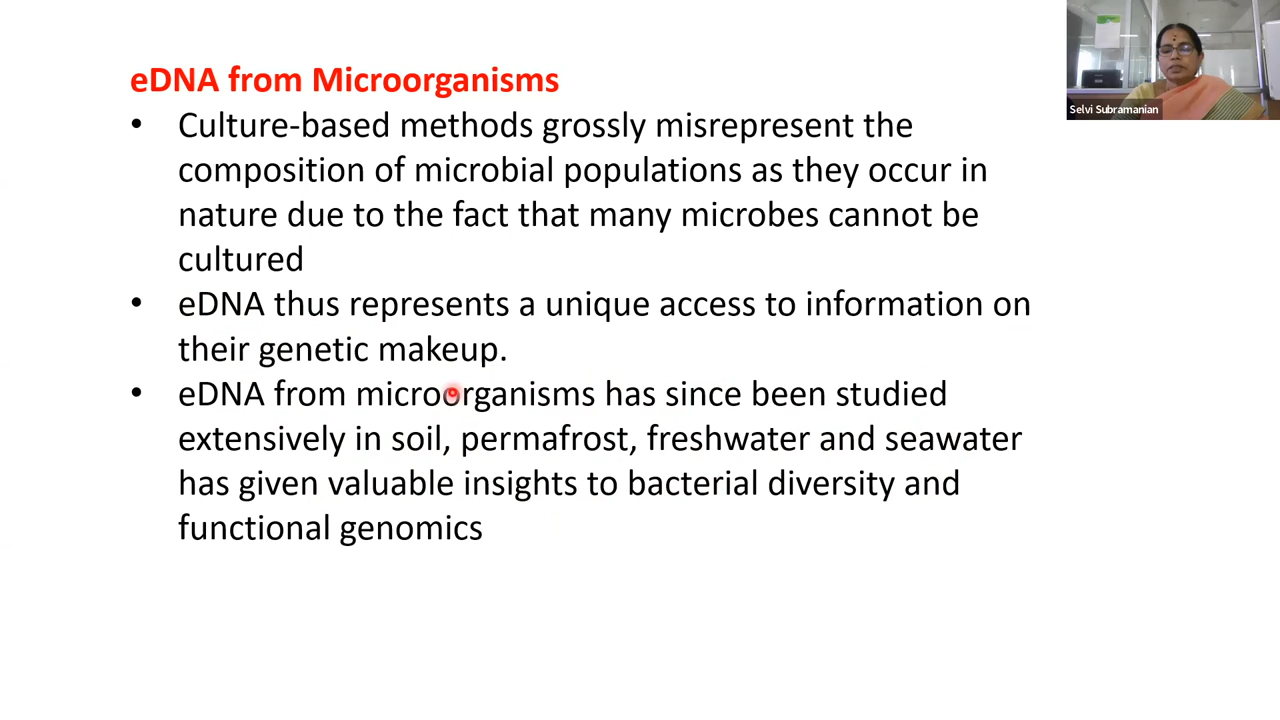 eDNA from Microorganisms
• Culture-based methods grossly misrepresent the
composition of microbial populations as they occur in
nature due to the fact that many microbes cannot be
cultured
• eDNA thus represents a unique access to information on
their genetic makeup.
• eDNA from microorganisms has since been studied
extensively in soil, permafrost, freshwater and seawater
has given valuable insights to bacterial diversity and
functional genomics
Selvi Subramanian